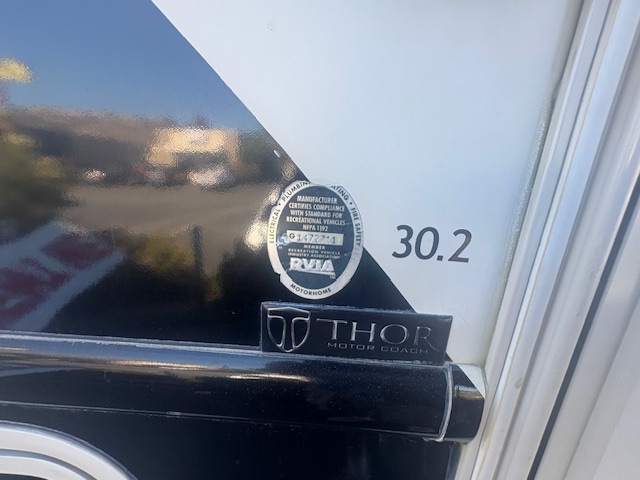 ELECTRICAL • PLUMBING • HEATING • FIRE SAFETY
MANUFACTURER
CERTIFIES COMPLIANCE
WITH STANDARD FOR
RECREATIONAL VEHICLES
NFPA 1192
MEMBER
RECREATION VEHICLE
INDUSTRY ASSOCIATION
RVIA
MOTORHOME
30.2
THOR
MOTOR COACH